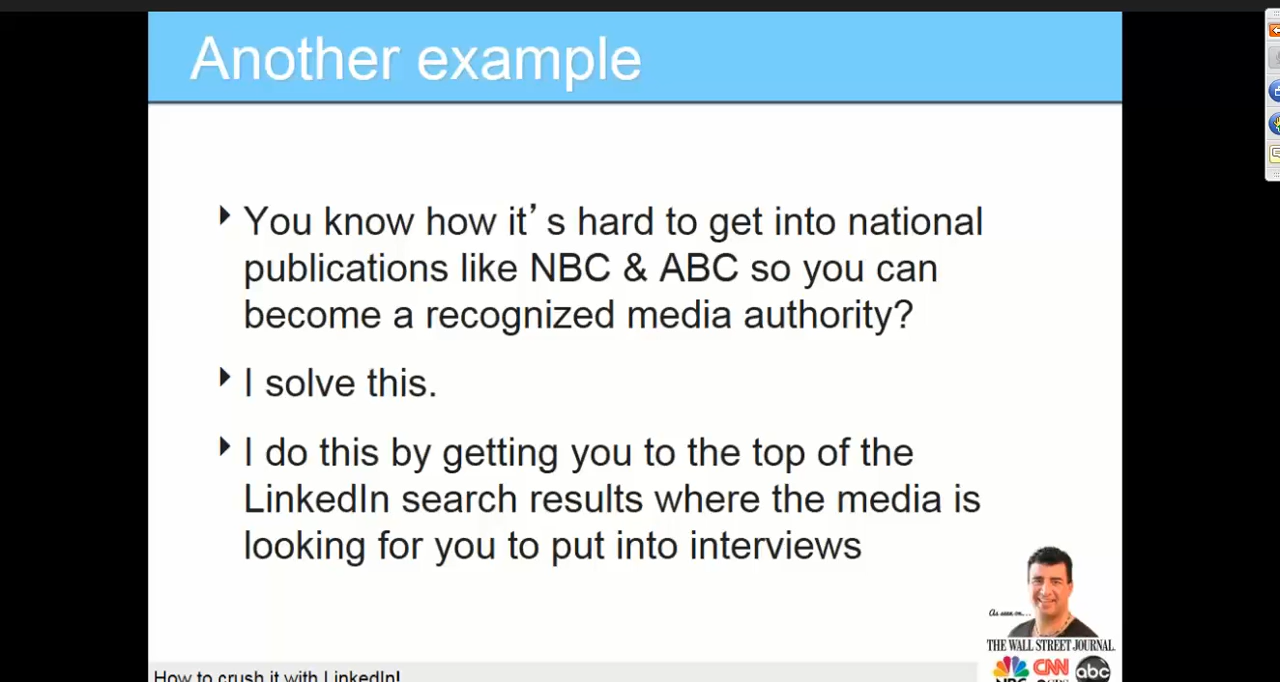 Another example
You know how it’s hard to get into national
publications like NBC & ABC so you can
become a recognized media authority?
I solve this.
I do this by getting you to the top of the
LinkedIn search results where the media is
looking for you to put into interviews
As seen on...
THE WALL STREET JOURNAL.
NBC CNN abc
How to crush it with LinkedIn!